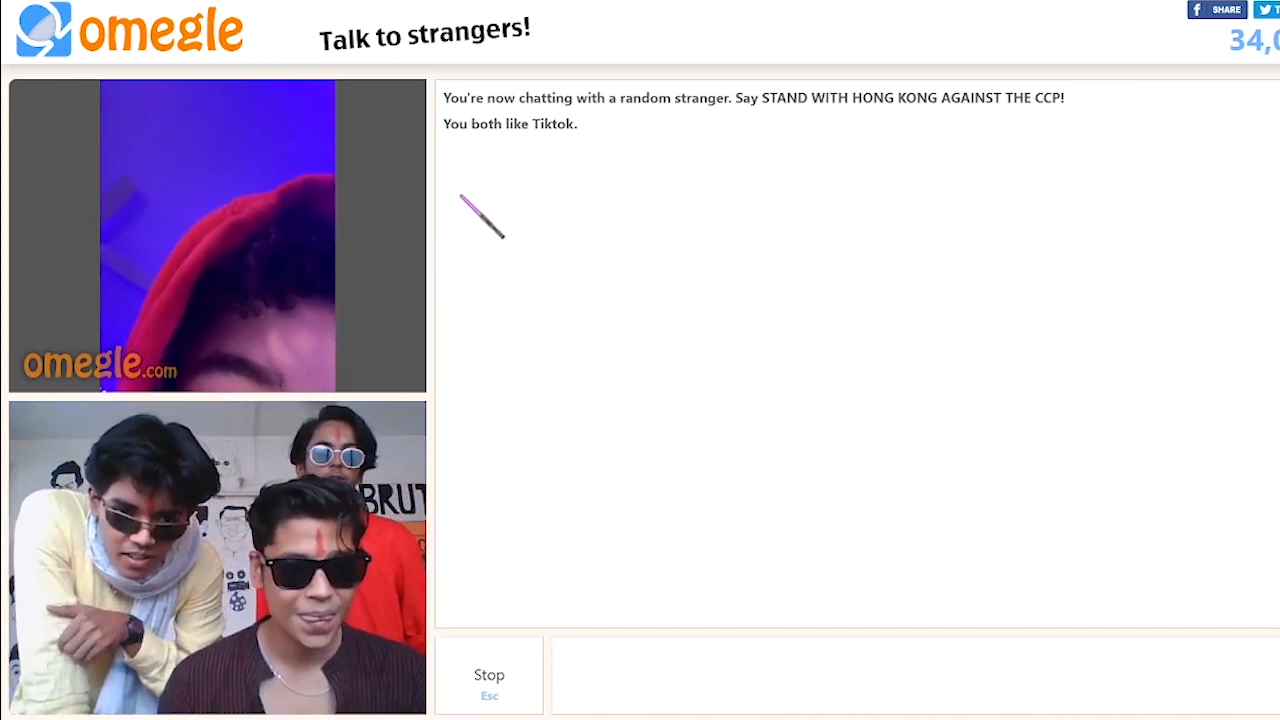 omegle
Talk to strangers!
SHARE
34,0
You're now chatting with a random stranger. Say STAND WITH HONG KONG AGAINST THE CCP!
You both like Tiktok.
omegle.com
BRUT
Stop
Esc